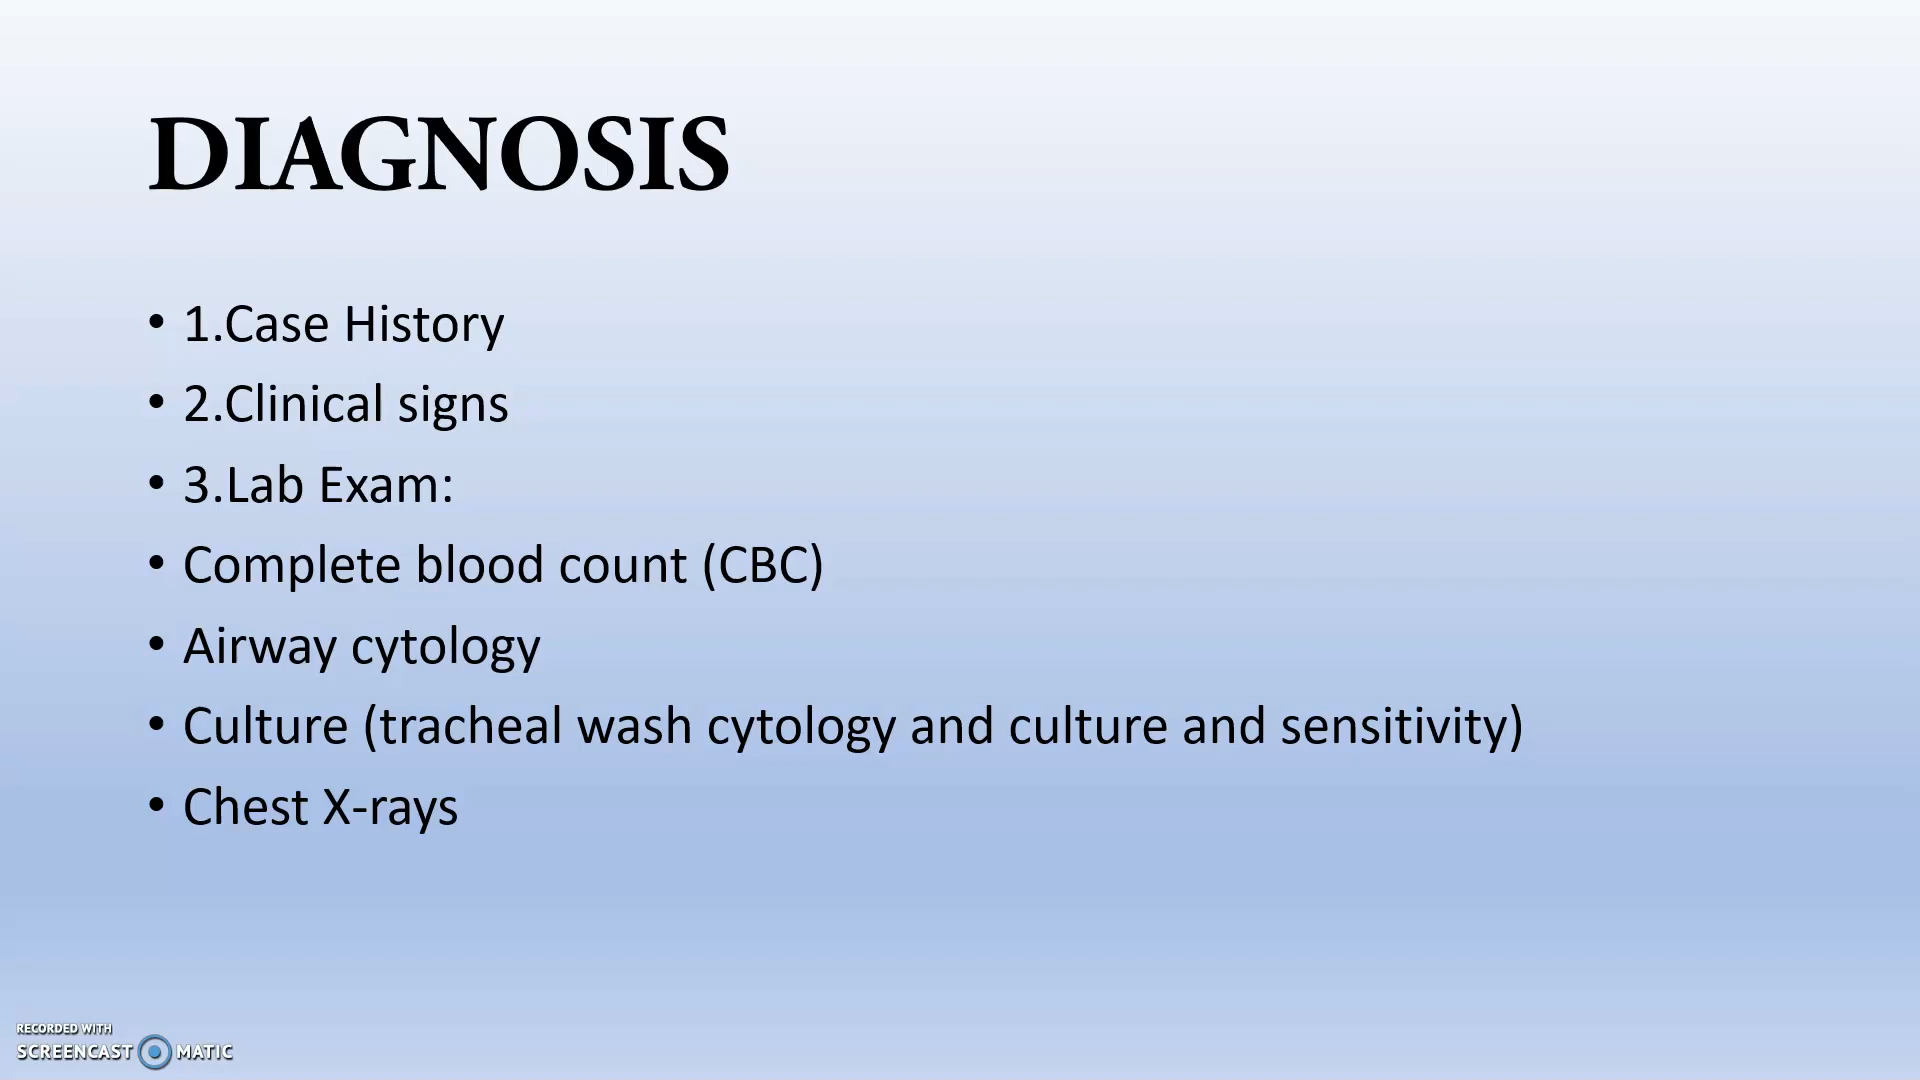 DIAGNOSIS
• 1.Case History
• 2.Clinical signs
• 3.Lab Exam:
• Complete blood count (CBC)
• Airway cytology
• Culture (tracheal wash cytology and culture and sensitivity)
• Chest X-rays
RECORDED WITH
SCREENCAST MATIC